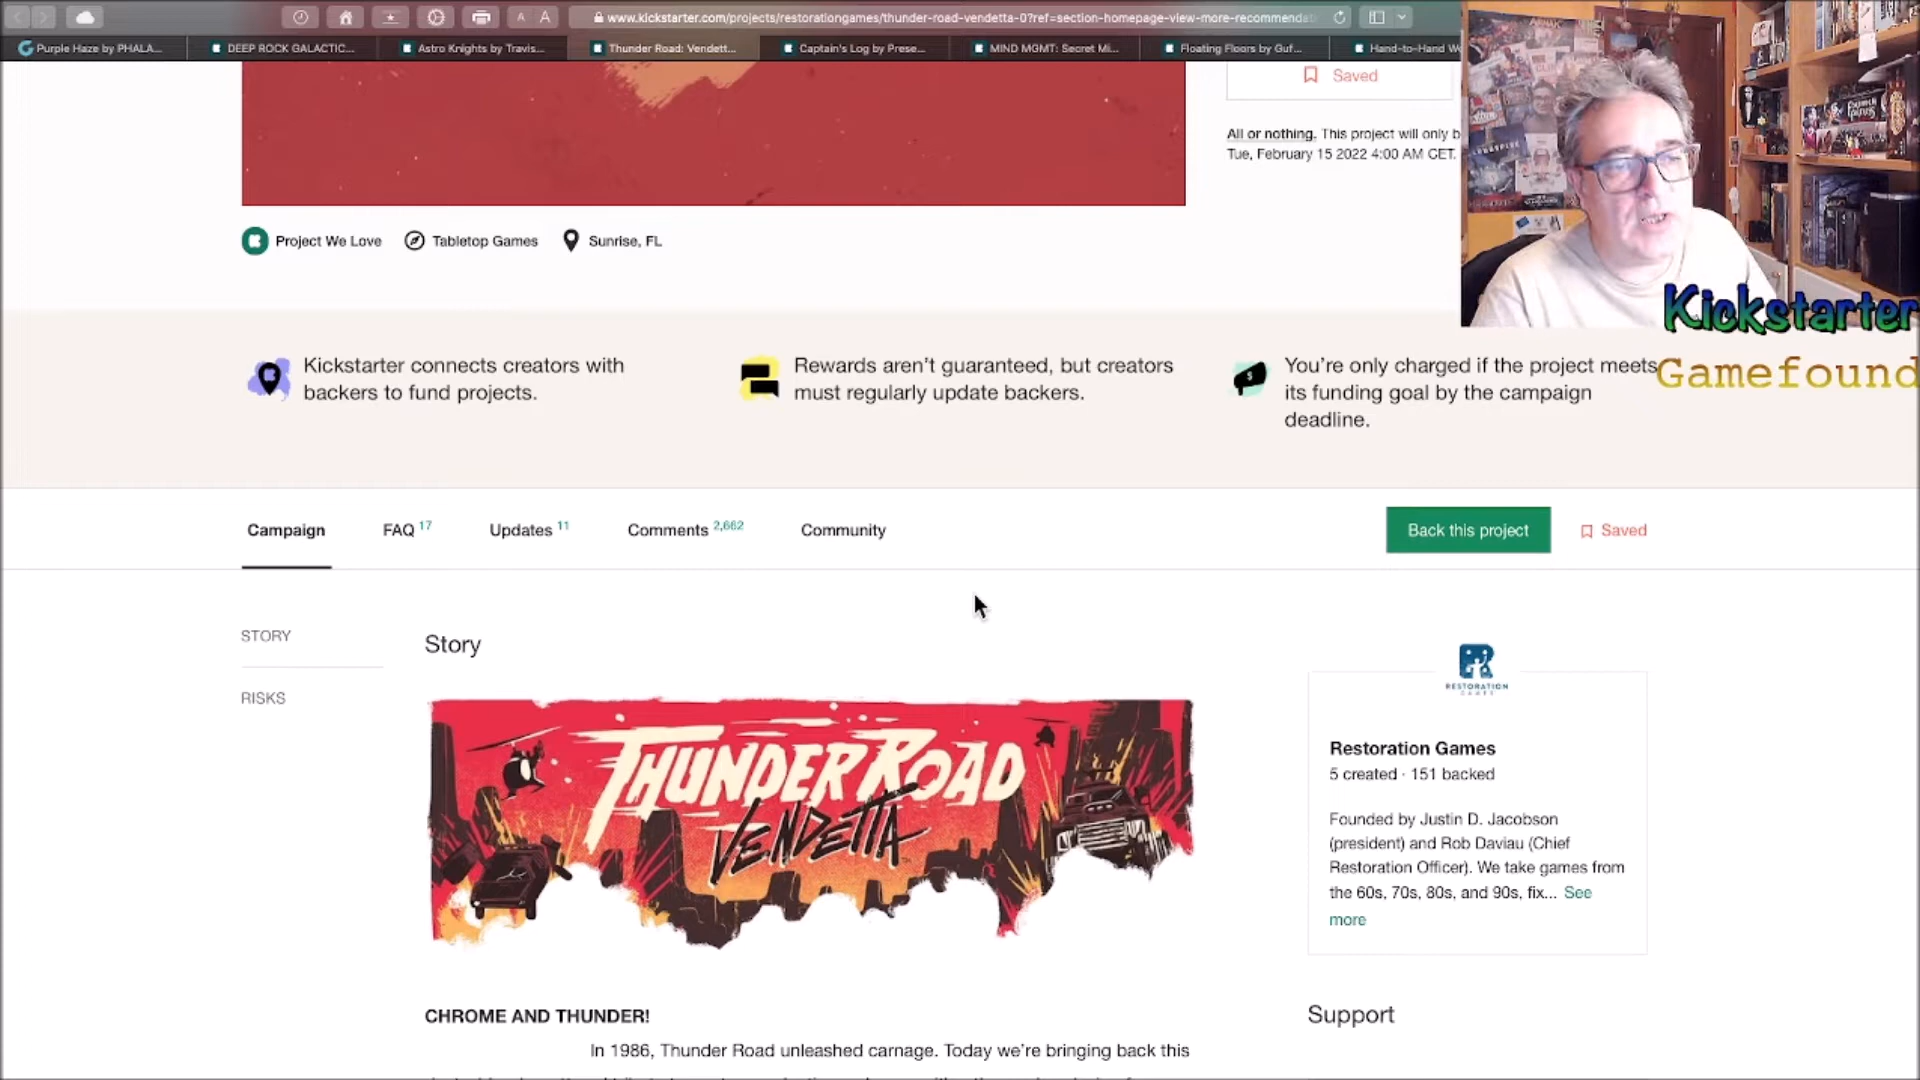 www.kickstarter.com/projects/restorationgames/thunder-road-vendetta-0?ref=section-homepage-view-more-recommenda
Purple Haze by PHALA...
DEEP ROCK GALACTIC...
Astro Knights by Travis...
Thunder Road: Vendett...
Captain's Log by Prese...
MIND MGMT: Secret Mi...
Floating Floors by Guf...
Hand-to-Hand Wo
A A
Saved
All or nothing. This project will only b
Tue, February 15 2022 4:00 AM CET.
Project We Love
Tabletop Games
Sunrise, FL
Kickstarter
Gamefound
Kickstarter connects creators with
backers to fund projects.
Rewards aren't guaranteed, but creators
must regularly update backers.
You're only charged if the project meets
its funding goal by the campaign
deadline.
Campaign
FAQ 17
Updates 11
Comments 2,662
Community
Back this project
Saved
STORY
RISKS
Story
THUNDER ROAD
VENDETTA
RESTORATION
GAMES
Restoration Games
5 created · 151 backed
Founded by Justin D. Jacobson
(president) and Rob Daviau (Chief
Restoration Officer). We take games from
the 60s, 70s, 80s, and 90s, fix... See
more
CHROME AND THUNDER!
In 1986, Thunder Road unleashed carnage. Today we're bringing back this
Support